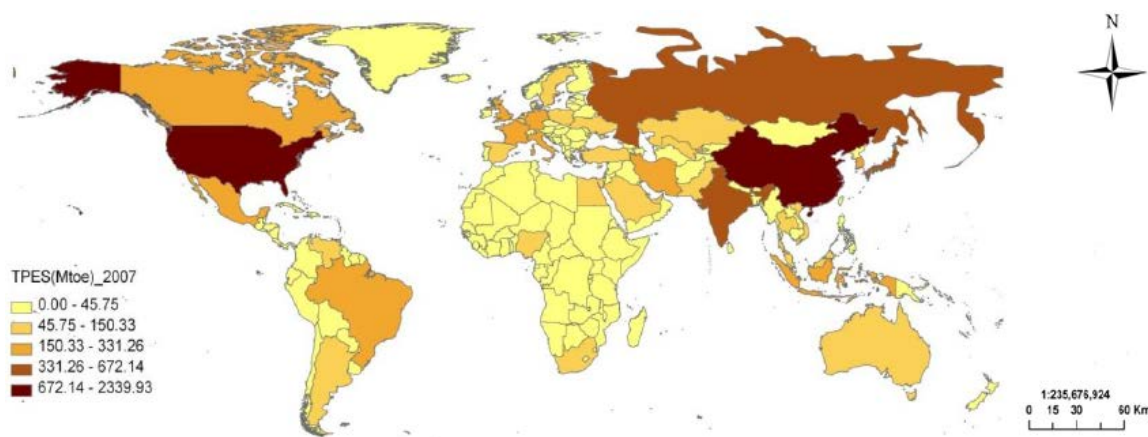 N
TPES(Mtoe)_2007
0.00 - 45.75
45.75 - 150.33
150.33 - 331.26
331.26 - 672.14
672.14 - 2339.93
1:235,676,924
0 15 30 60 Km